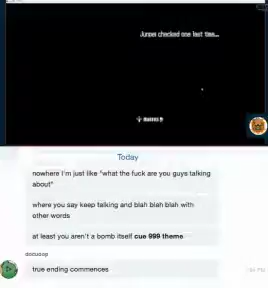 Junpei checked one last time...
Today
nowhere I'm just like "what the fuck are you guys talking
about"
where you say keep talking and blah blah blah with
other words
at least you aren't a bomb itself cue 999 theme
docucop
true ending commences